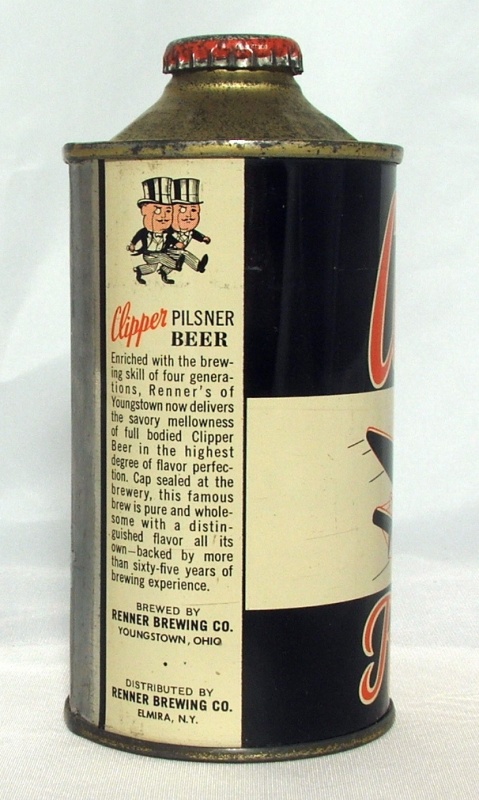 Clipper PILSNER
BEER
Enriched with the brew-
ing skill of four genera-
tions, Renner's of
Youngstown now delivers
the savory mellowness
of full bodied Clipper
Beer in the highest
degree of flavor perfec-
tion. Cap sealed at the
brewery, this famous
brew is pure and whole-
some with a distin-
guished flavor all its
own—backed by more
than sixty-five years of
brewing experience.
BREWED BY
RENNER BREWING CO.
YOUNGSTOWN, OHIO
DISTRIBUTED BY
RENNER BREWING CO.
ELMIRA, N.Y.